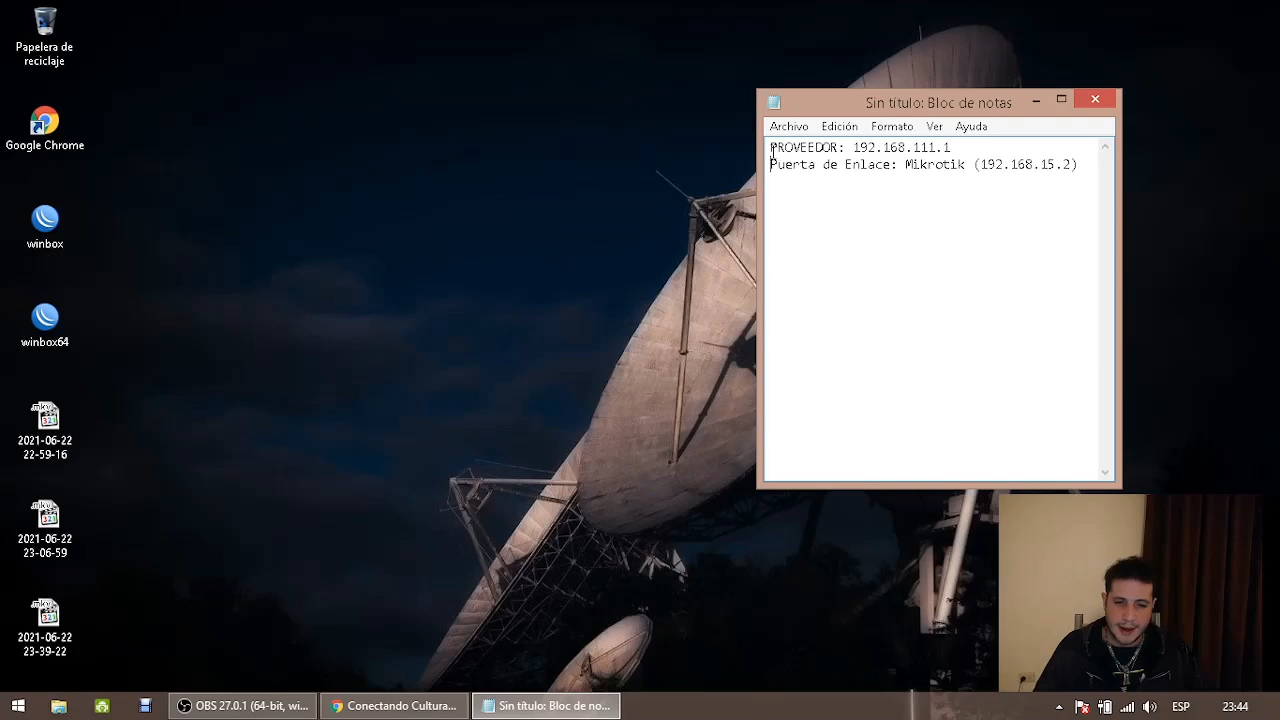 Papelera de
reciclaje
Google Chrome
winbox
winbox64
2021-06-22
22-59-16
2021-06-22
23-06-59
2021-06-22
23-39-22
Sin título: Bloc de notas
Archivo Edición Formato Ver Ayuda
PROVEEDOR: 192.168.111.1
Puerta de Enlace: Mikrotik (192.168.15.2)
OBS 27.0.1 (64-bit, wi... Conectando Cultura... Sin título: Bloc de no... ESP 23:44